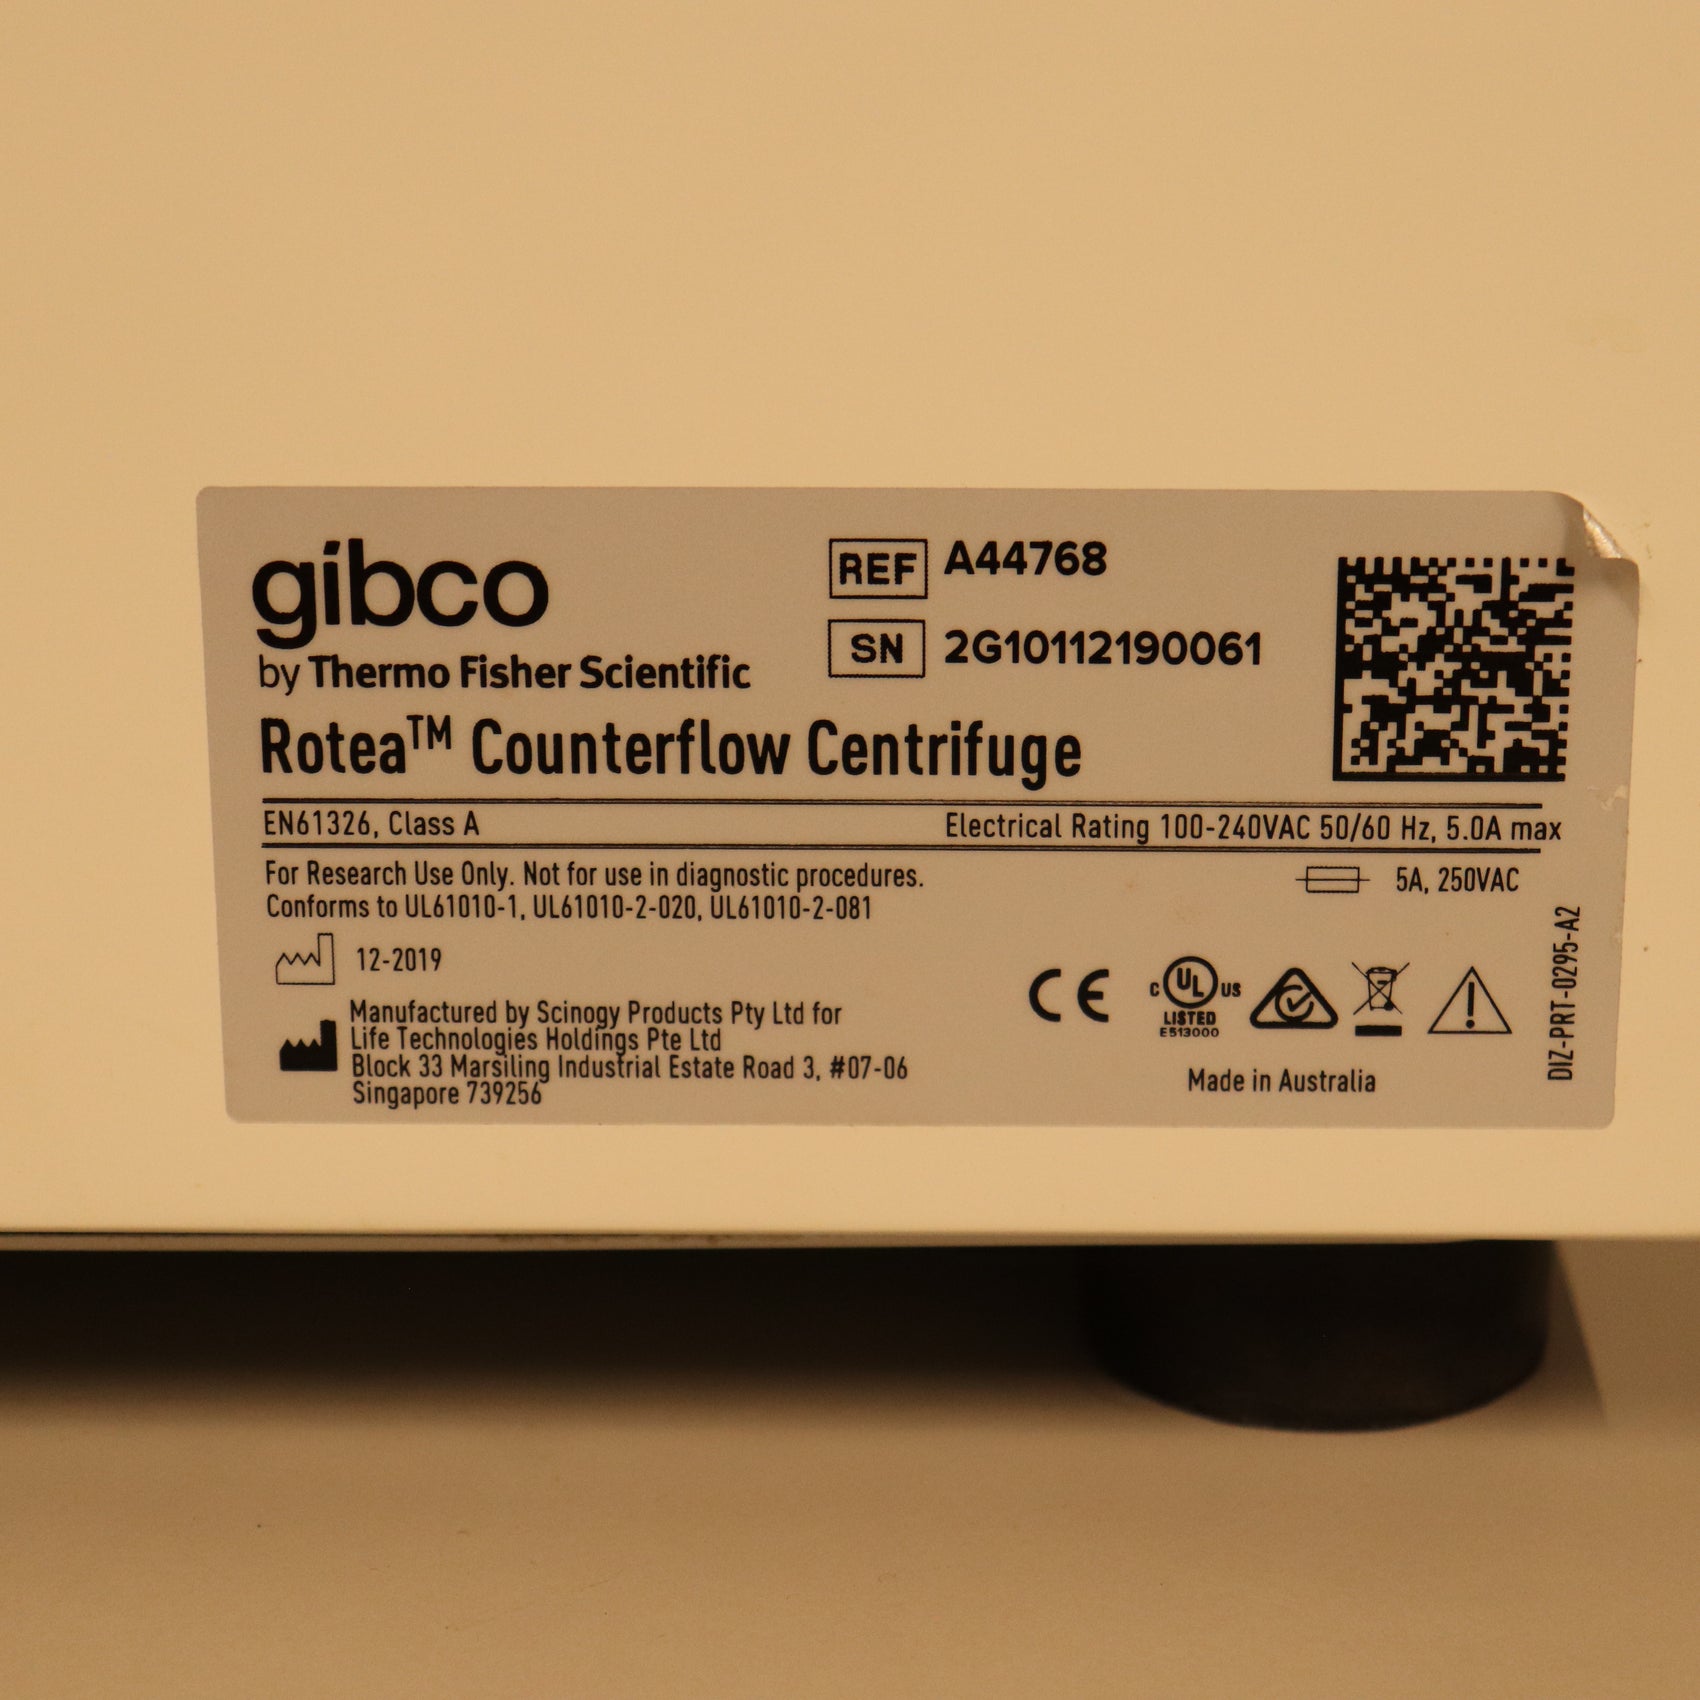 gibco
by Thermo Fisher Scientific
REF A44768
SN 2G10112190061
Rotea™ Counterflow Centrifuge
EN61326, Class A
Electrical Rating 100-240VAC 50/60 Hz, 5.0A max
For Research Use Only. Not for use in diagnostic procedures.
5A, 250VAC
Conforms to UL61010-1, UL61010-2-020, UL61010-2-081
12-2019
Manufactured by Scinogy Products Pty Ltd for
Life Technologies Holdings Pte Ltd
Block 33 Marsiling Industrial Estate Road 3, #07-06
Singapore 739256
CE
c UL us
LISTED
E513000
Made in Australia
DIZ-PRT-0295-A2